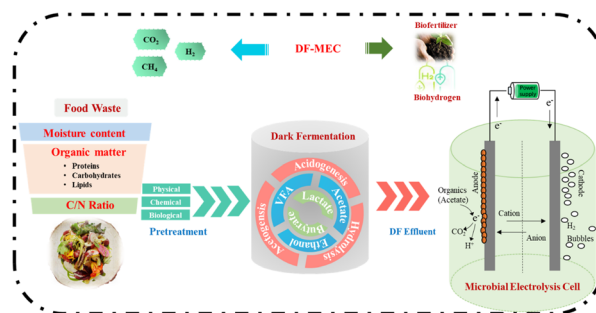 CO2
H2
CH4
DF-MEC
Biofertilizer
H2
Biohydrogen
Food Waste
Moisture content
Organic matter
• Proteins
• Carbohydrates
• Lipids
C/N Ratio
Physical
Chemical
Biological
Pretreatment
Dark Fermentation
Acidogenesis
Hydrolysis
Acetogensis
VFA
Acetate
Ethanol
Lactate
Butyrate
DF Effluent
Power
supply
e-
e-
Anode
Cathode
Organics
(Acetate)
e-
CO2
H+
Cation
Anion
H2
Bubbles
Microbial Electrolysis Cell